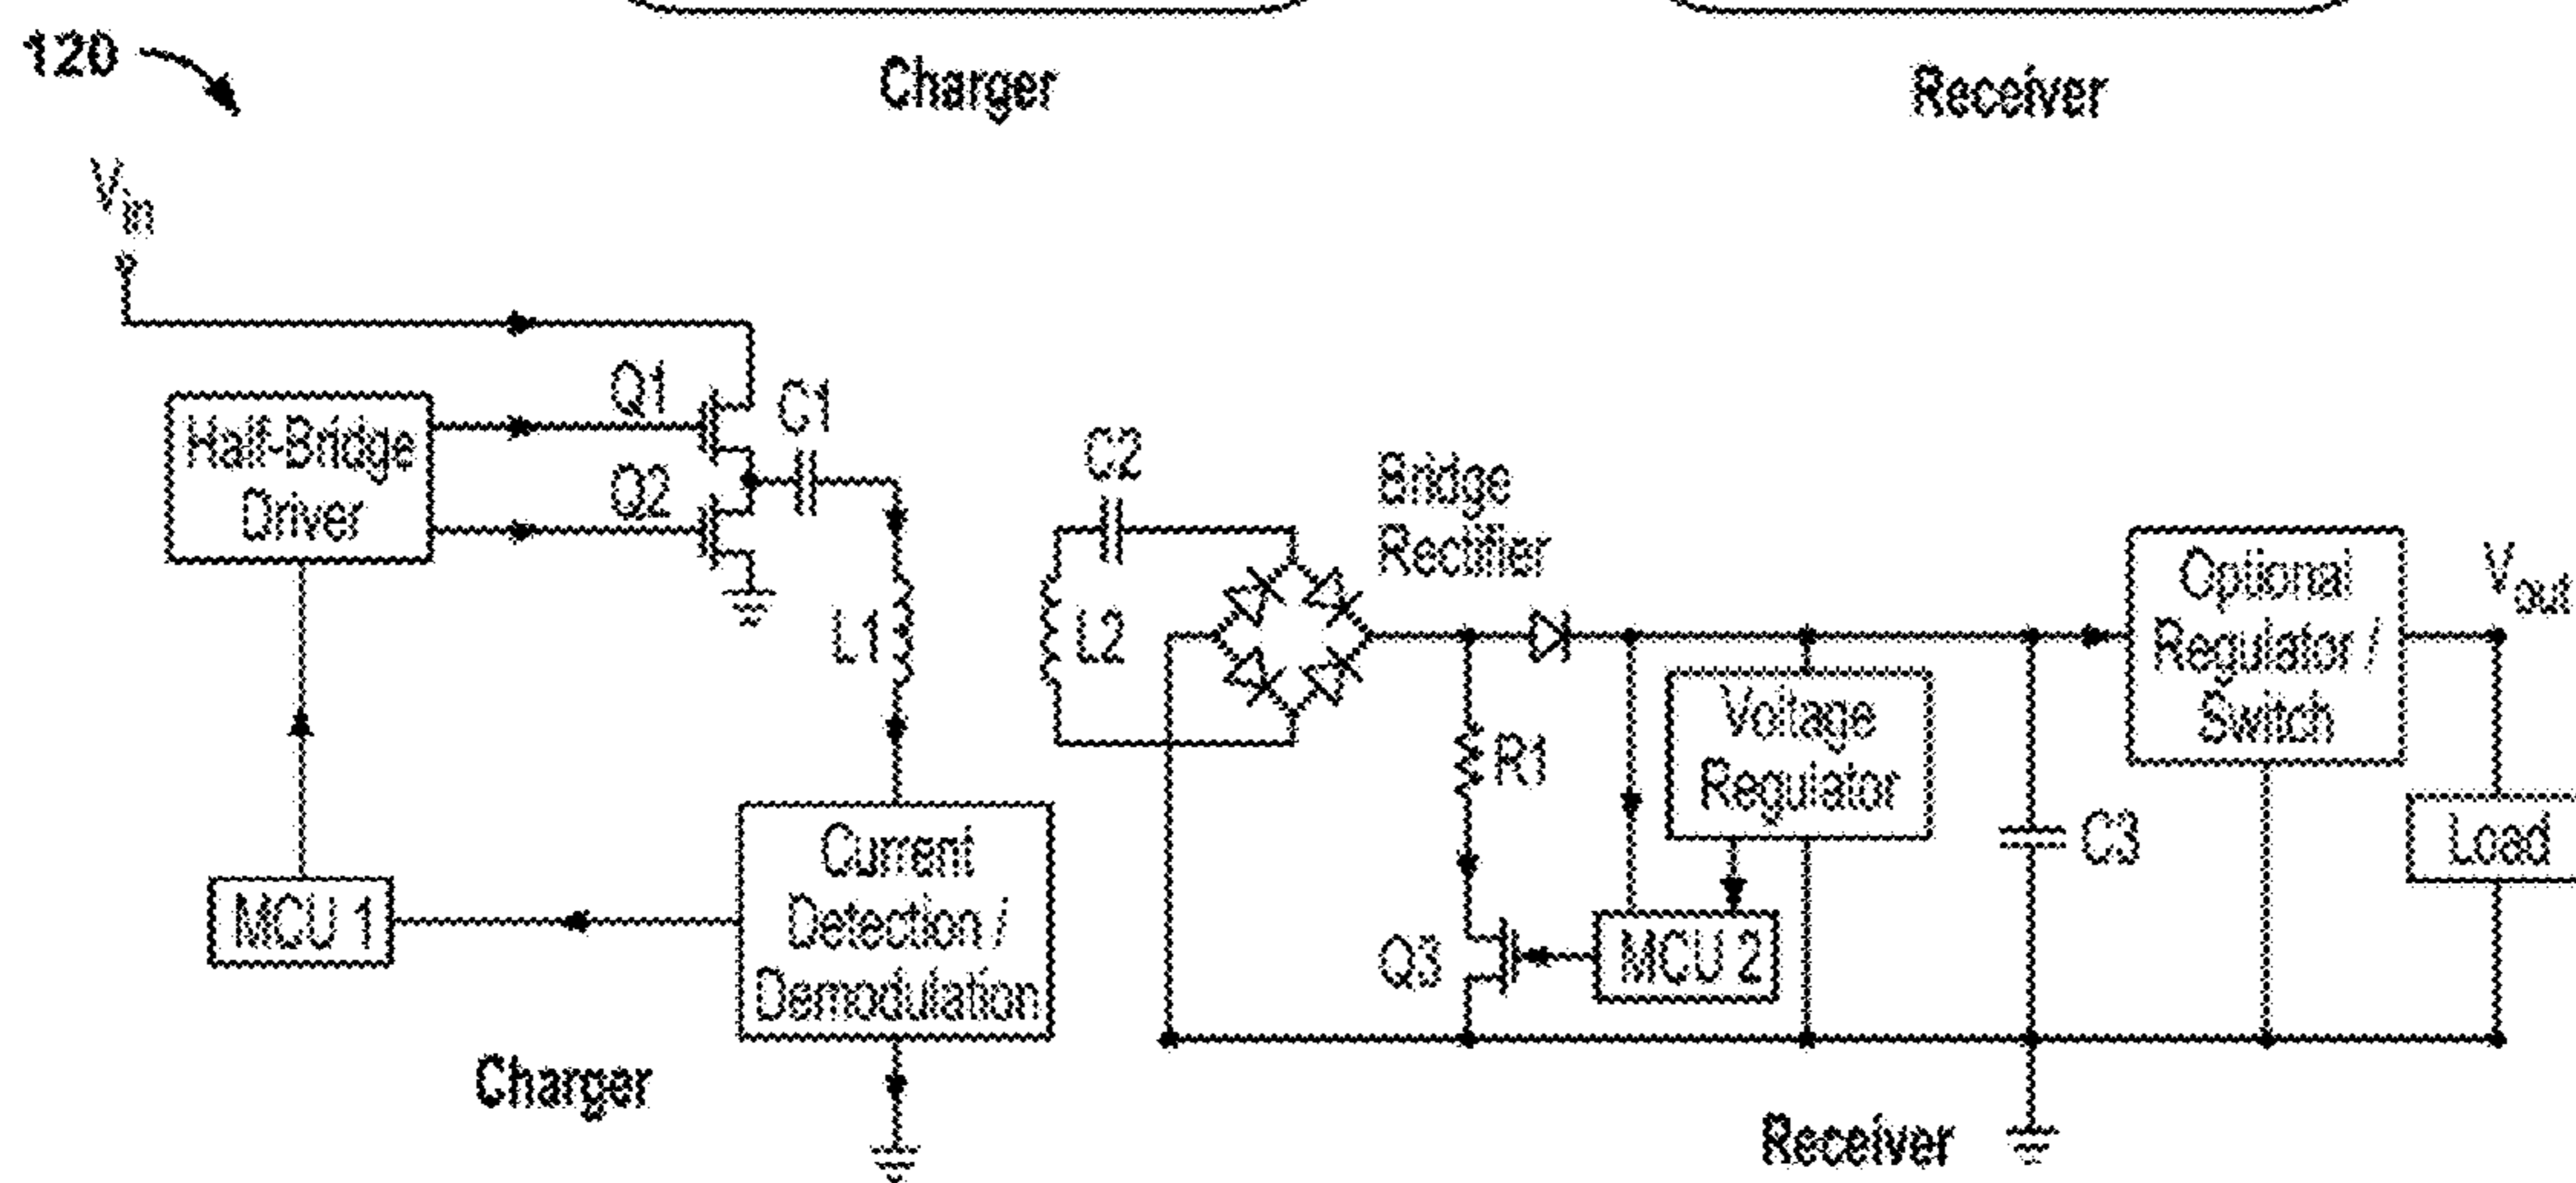 120
Charger
Receiver
Vin
Half-Bridge
Driver
Q1
Q2
C1
L1
MCU 1
Current
Detection /
Demodulation
Charger
C2
L2
Bridge
Rectifier
R1
Q3
MCU 2
Voltage
Regulator
C3
Optional
Regulator /
Switch
Vout
Load
Receiver